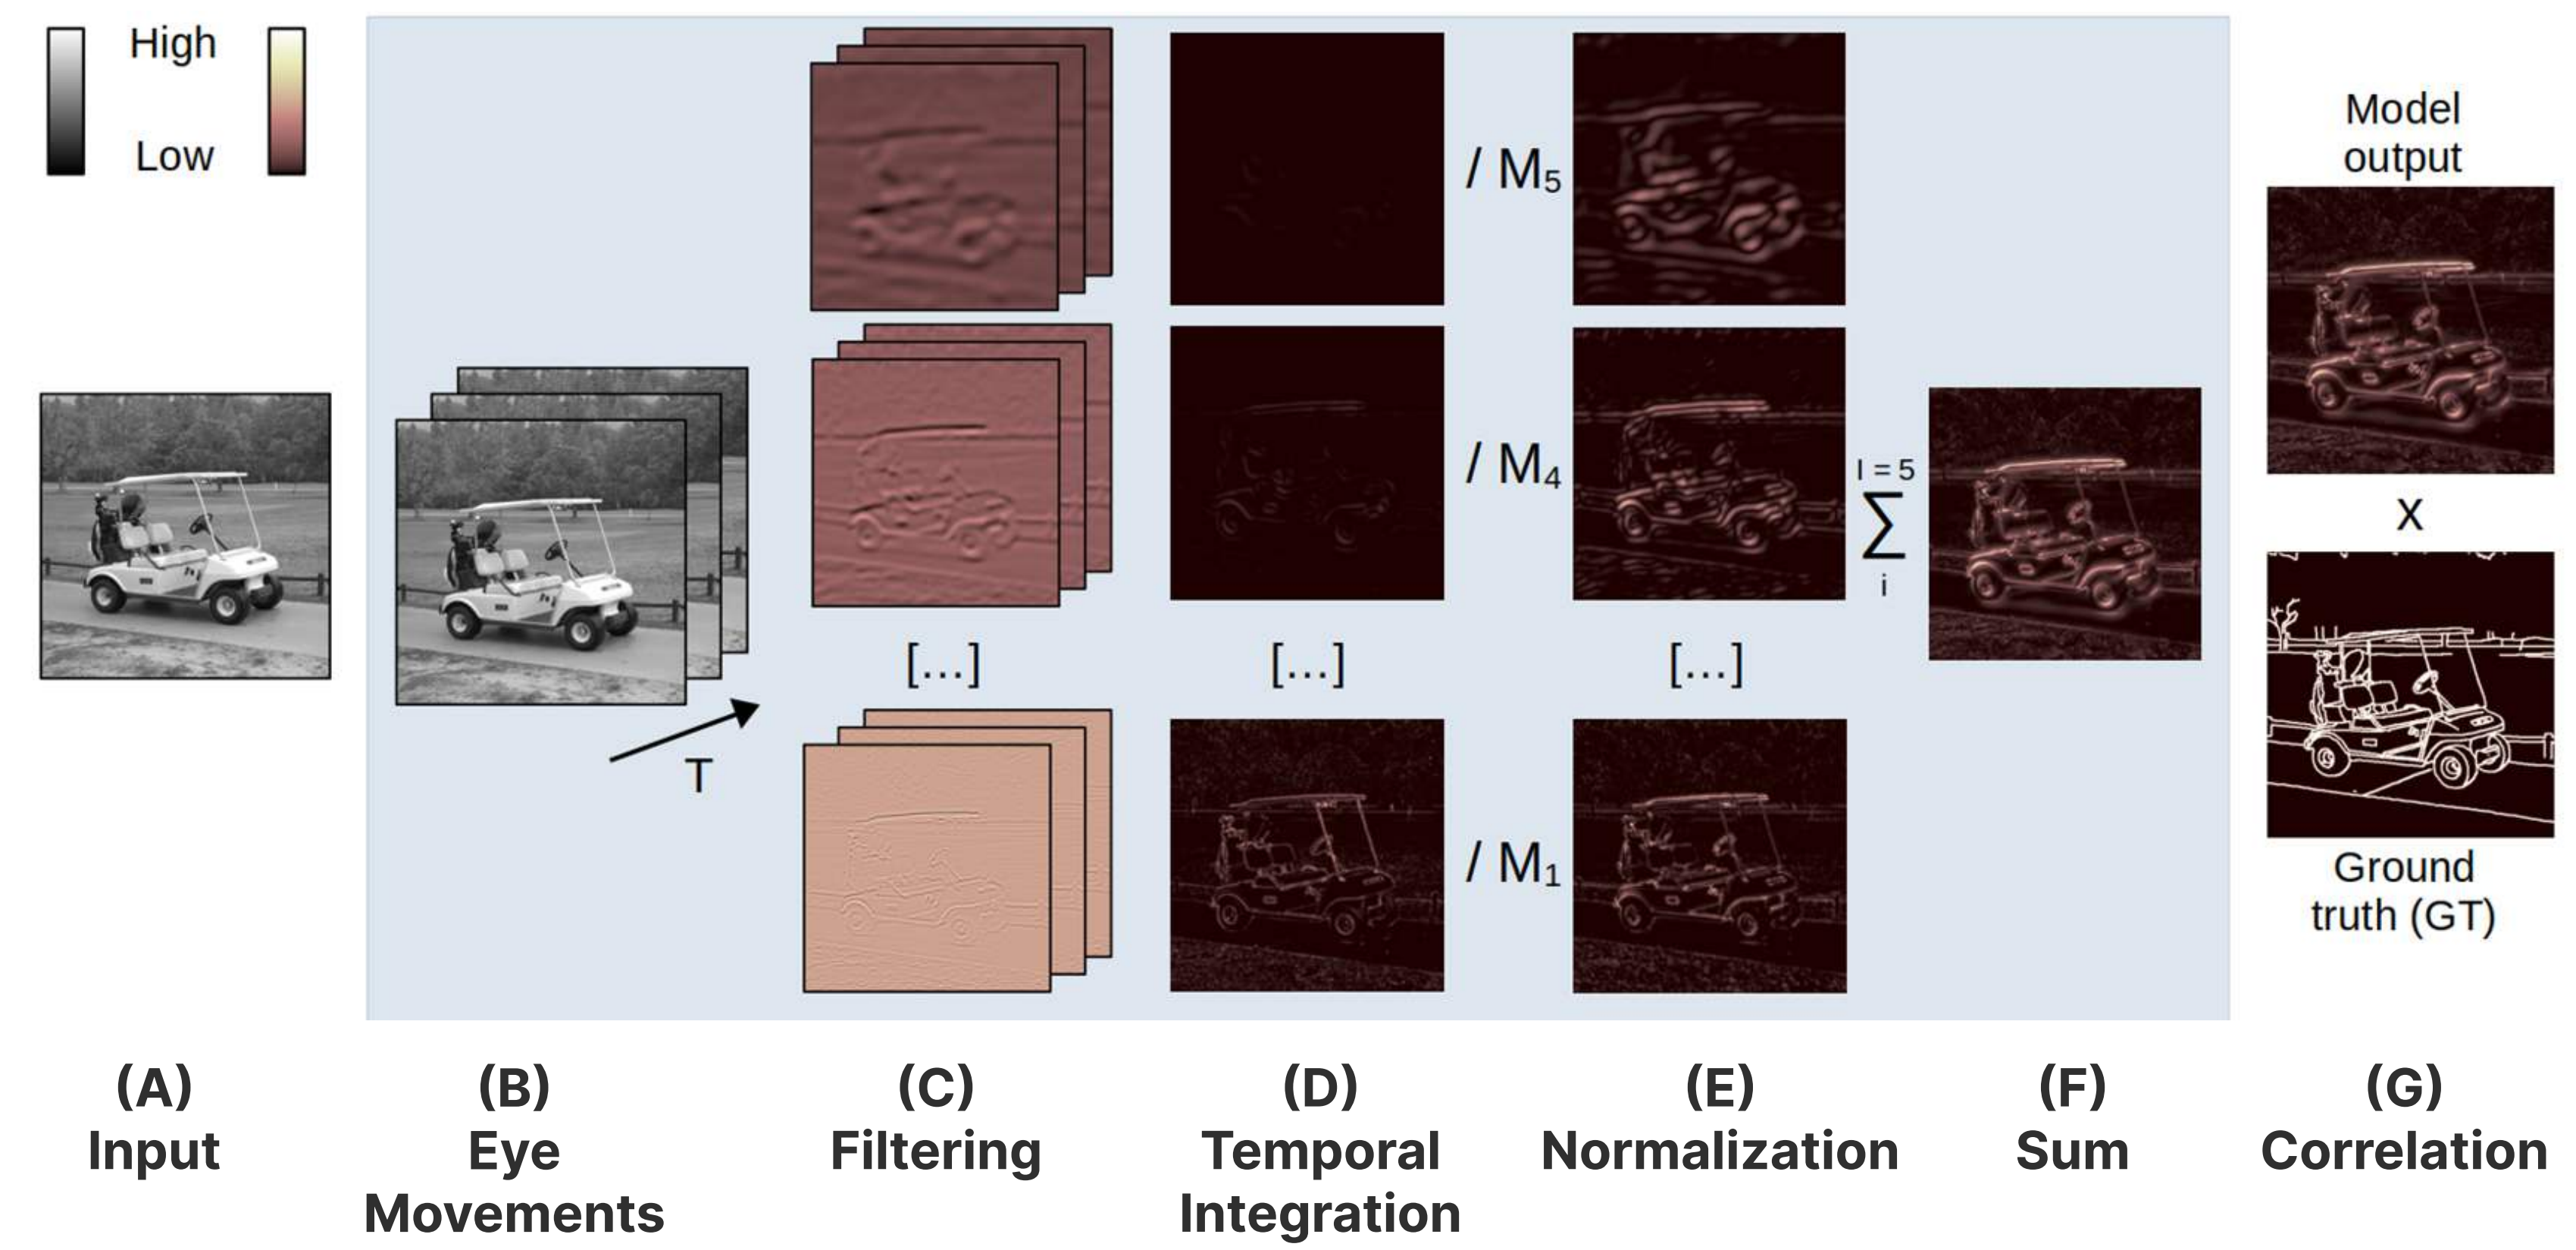 High
Low
T
[...]
[...]
[...]
/ M5
/ M4
/ M1
I = 5
∑
i
Model
output
x
Ground
truth (GT)
(A)
Input
(B)
Eye
Movements
(C)
Filtering
(D)
Temporal
Integration
(E)
Normalization
(F)
Sum
(G)
Correlation